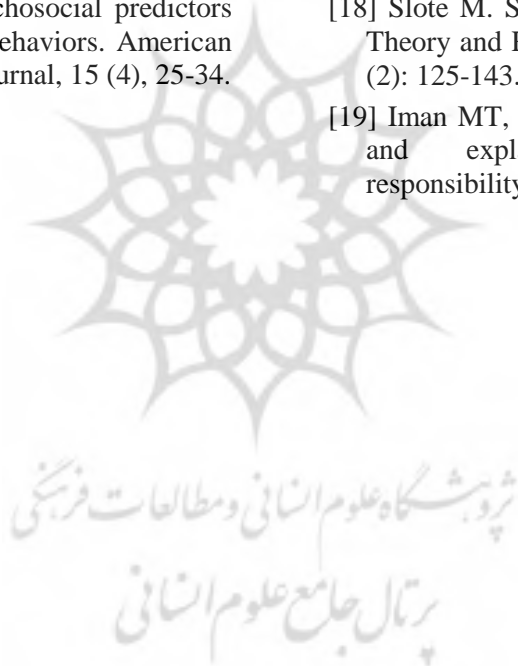 chosocial predictors
ehaviors. American
urnal, 15 (4), 25-34.
[18] Slote M. S
Theory and E
(2): 125-143.
[19] Iman MT,
and expl
responsibility
پژوهشگاه علوم انسانی و مطالعات فرهنگی
پرتال جامع علوم انسانی